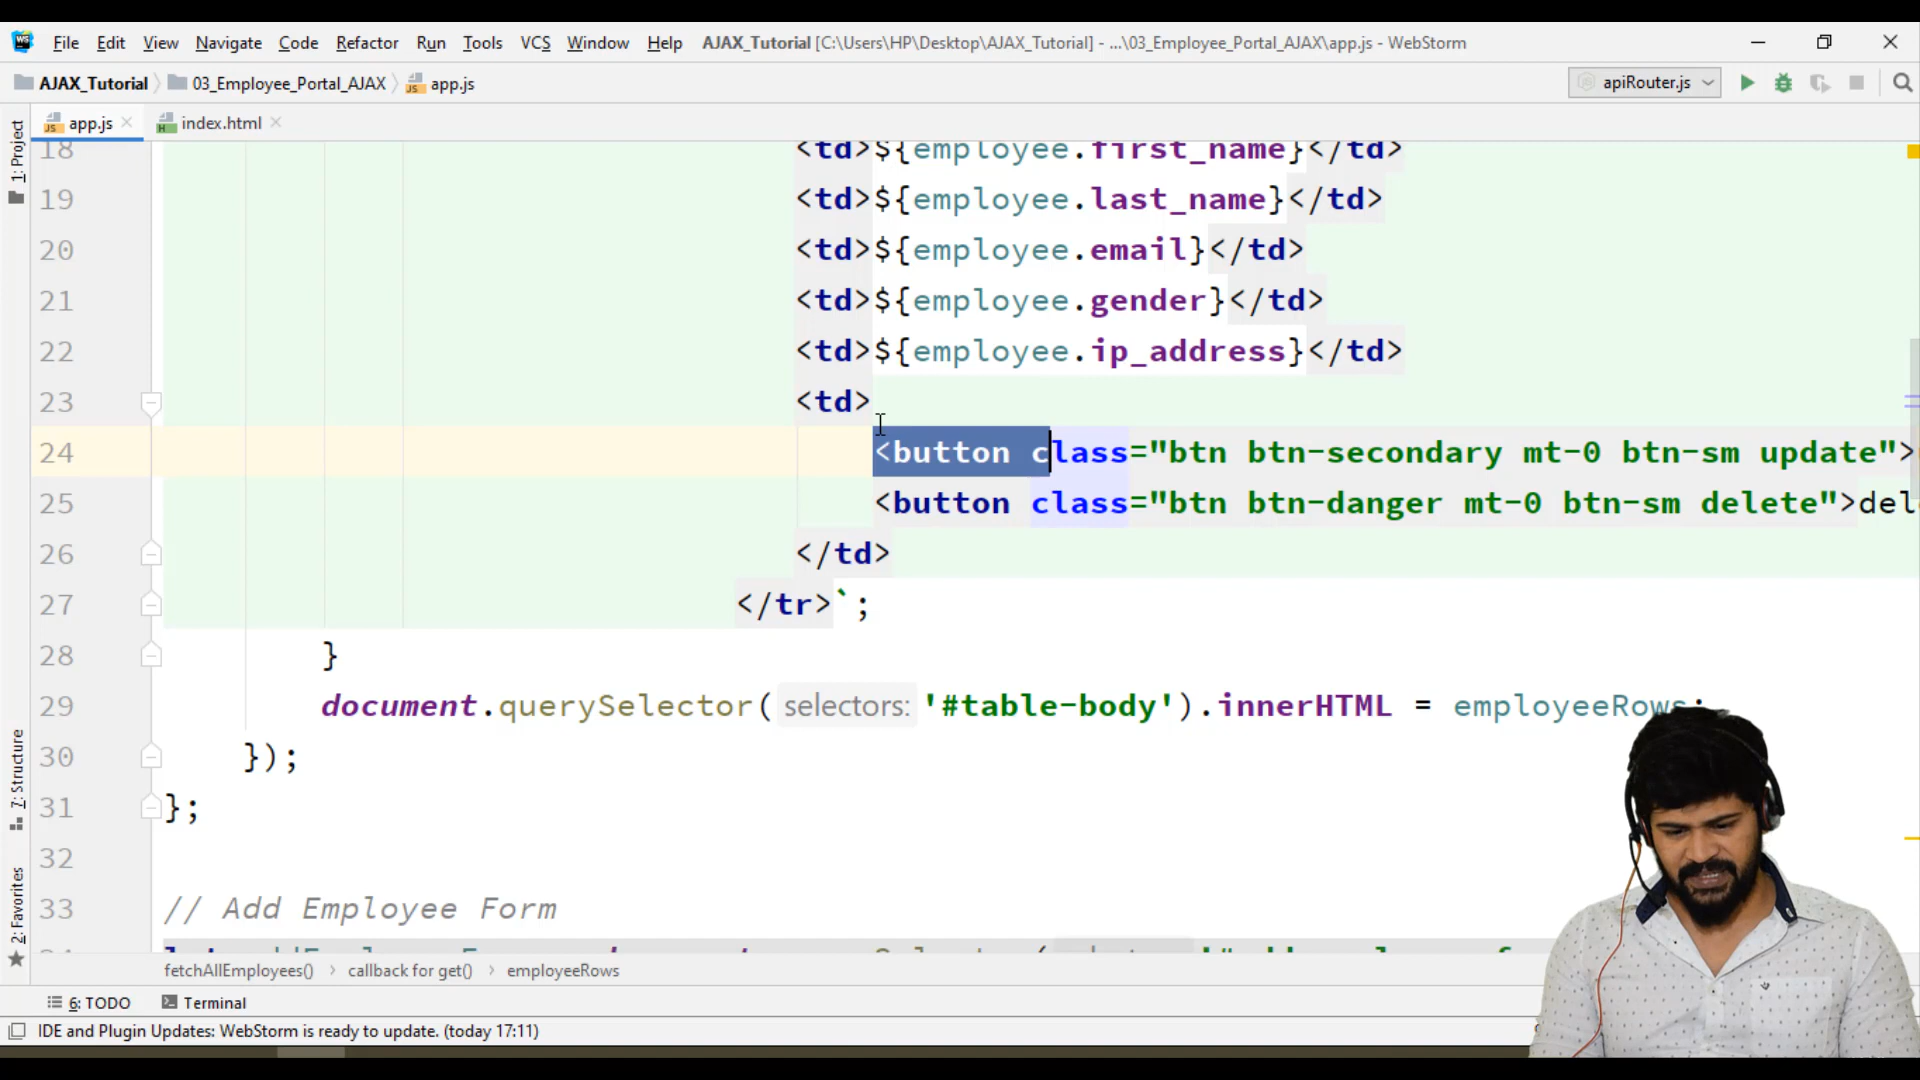 WS File Edit View Navigate Code Refactor Run Tools VCS Window Help AJAX_Tutorial [C:\Users\HP\Desktop\AJAX_Tutorial] - ...\03_Employee_Portal_AJAX\app.js - WebStorm
AJAX_Tutorial 03_Employee_Portal_AJAX JS app.js apiRouter.js
JS app.js H index.html
1: Project
7: Structure
2: Favorites
18 <td>${employee.first_name}</td>
19 <td>${employee.last_name}</td>
20 <td>${employee.email}</td>
21 <td>${employee.gender}</td>
22 <td>${employee.ip_address}</td>
23 <td>
24 <button class="btn btn-secondary mt-0 btn-sm update">
25 <button class="btn btn-danger mt-0 btn-sm delete">del
26 </td>
27 </tr>`;
28 }
29 document.querySelector( selectors: '#table-body').innerHTML = employeeRows;
30 });
31 };
32
33 // Add Employee Form
fetchAllEmployees() callback for get() employeeRows
6: TODO Terminal
IDE and Plugin Updates: WebStorm is ready to update. (today 17:11)